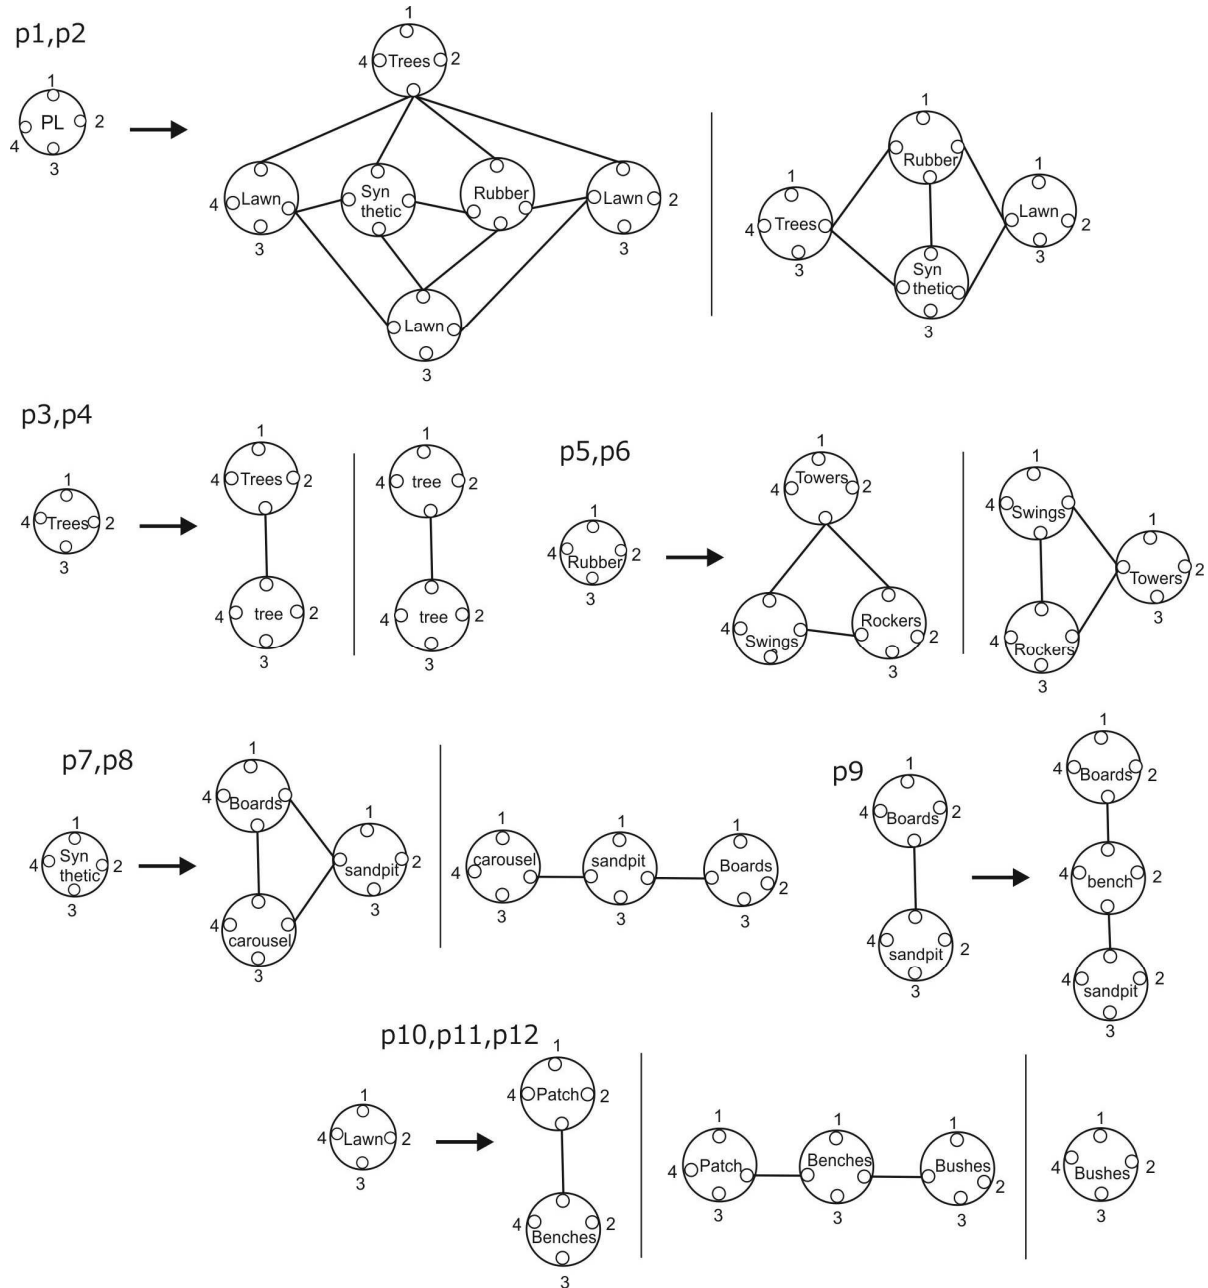 p1,p2
1
PL
2
4
3
1
4 Trees 2
Lawn
4
3
Syn
thetic
Rubber
Lawn 2
3
Lawn
3
1
Rubber
1
4 Trees
3
1
Lawn
2
3
Syn
thetic
3
p3,p4
1
4 Trees 2
3
1
4 Trees 2
4 tree 2
3
1
4 tree 2
4 tree 2
3
p5,p6
1
4 Rubber 2
3
1
Towers
4 2
4 Swings
3
Rockers
2
3
1
4 Swings
4 Rockers
3
1
2
Towers
3
p7,p8
1
4 Syn 2
thetic
3
1
4 Boards
4 carousel
3
1
sandpit 2
3
1
carousel
4
3
1
sandpit
3
1
Boards
2
3
p9
1
4 Boards 2
4 sandpit 2
3
1
4 Boards 2
4 bench 2
4 sandpit 2
3
p10,p11,p12
1
4 Lawn 2
3
1
4 Patch 2
4 Benches 2
3
1
4 Patch
3
1
Benches
3
1
Bushes
2
3
1
4 Bushes 2
3